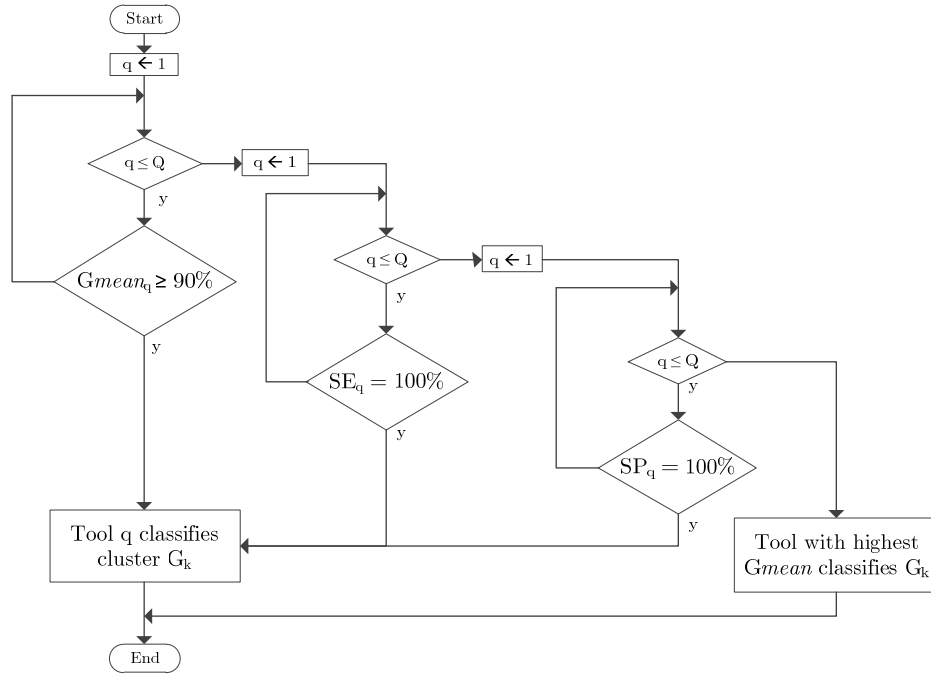 Start
q ← 1
q ≤ Q
q ← 1
y
Gmeanq ≥ 90%
q ≤ Q
q ← 1
y
y
SEq = 100%
q ≤ Q
y
y
SPq = 100%
y
Tool q classifies
cluster Gk
Tool with highest
Gmean classifies Gk
End